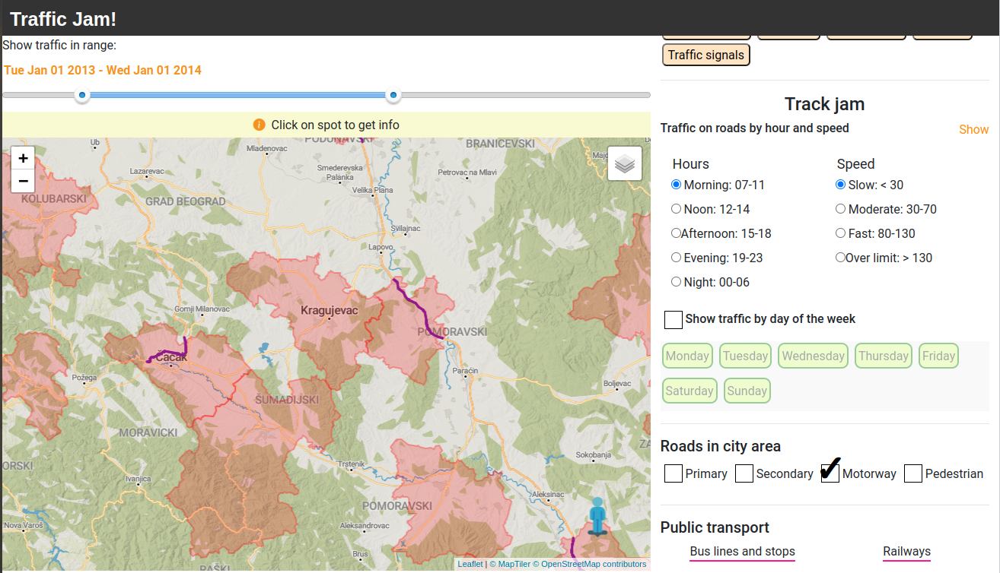 Traffic Jam!
Show traffic in range:
Tue Jan 01 2013 - Wed Jan 01 2014
Click on spot to get info
+
−
Ub
Mladenovac
PODUNAVSKI
BRANICEVSKI
Lazarevac
Smederevska
Palanka
Petrovac na Mlavi
Velika Plana
KOLUBARSKI
GRAD BEOGRAD
Svilajnac
Lapovo
Gornji Milanovac
Kragujevac
POMORAVSKI
Čačak
Požega
Paraćin
Boljevac
ŠUMADIJSKI
MORAVICKI
ORSKI
Trstenik
Sokobanja
Ivanjica
Aleksinac
POMORAVSKI
Nova Varoš
Aleksandrovac
Brus
RAŠKI
Leaflet | © MapTiler © OpenStreetMap contributors
Traffic signals
Track jam
Traffic on roads by hour and speed
Show
Hours
Speed
Morning: 07-11
Slow: < 30
Noon: 12-14
Moderate: 30-70
Afternoon: 15-18
Fast: 80-130
Evening: 19-23
Over limit: > 130
Night: 00-06
Show traffic by day of the week
Monday Tuesday Wednesday Thursday Friday
Saturday Sunday
Roads in city area
Primary Secondary Motorway Pedestrian
Public transport
Bus lines and stops
Railways